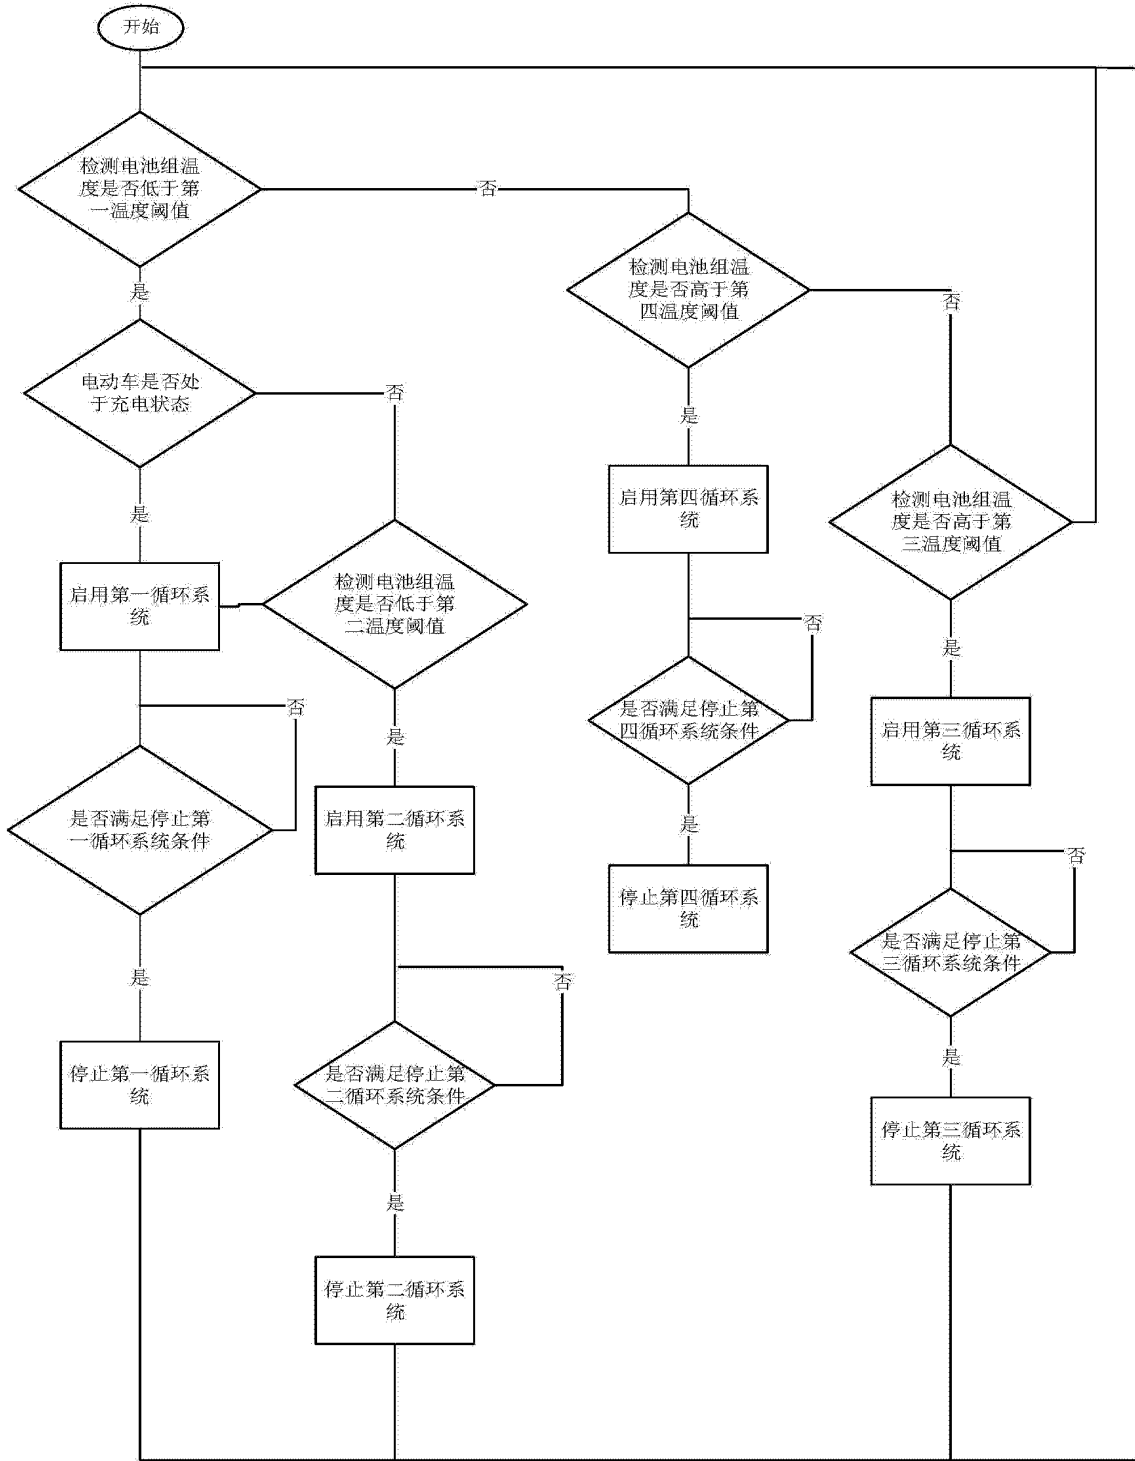 开始
检测电池组温
度是否低于第
一温度阈值
否
是
检测电池组温
度是否高于第
四温度阈值
否
是
电动车是否处
于充电状态
否
是
启用第四循环系
统
检测电池组温
度是否高于第
三温度阈值
是
启用第一循环系
统
检测电池组温
度是否低于第
二温度阈值
是
否
是否满足停止第
四循环系统条件
是
停止第四循环系
统
启用第三循环系
统
否
是否满足停止第
三循环系统条件
是
停止第三循环系
统
否
是否满足停止第
一循环系统条件
是
停止第一循环系
统
启用第二循环系
统
否
是否满足停止第
二循环系统条件
是
停止第二循环系
统